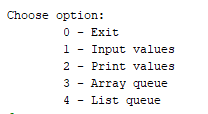 Choose option:
0 - Exit
1 - Input values
2 - Print values
3 - Array queue
4 - List queue